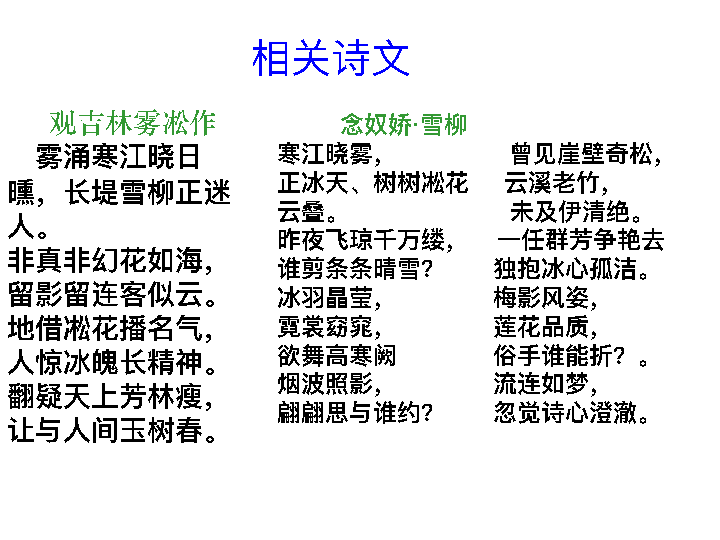 相关诗文
观吉林雾凇作
雾涌寒江晓日
曛，长堤雪柳正迷
人。
非真非幻花如海，
留影留连客似云。
地借凇花播名气，
人惊冰魄长精神。
翻疑天上芳林瘦，
让与人间玉树春。
念奴娇·雪柳
寒江晓雾，
正冰天、树树凇花
云叠。
昨夜飞琼千万缕，
谁剪条条晴雪？
冰羽晶莹，
霓裳窈窕，
欲舞高寒阙
烟波照影，
翩翩思与谁约？
曾见崖壁奇松，
云溪老竹，
未及伊清绝。
一任群芳争艳去
独抱冰心孤洁。
梅影风姿，
莲花品质，
俗手谁能折？。
流连如梦，
忽觉诗心澄澈。